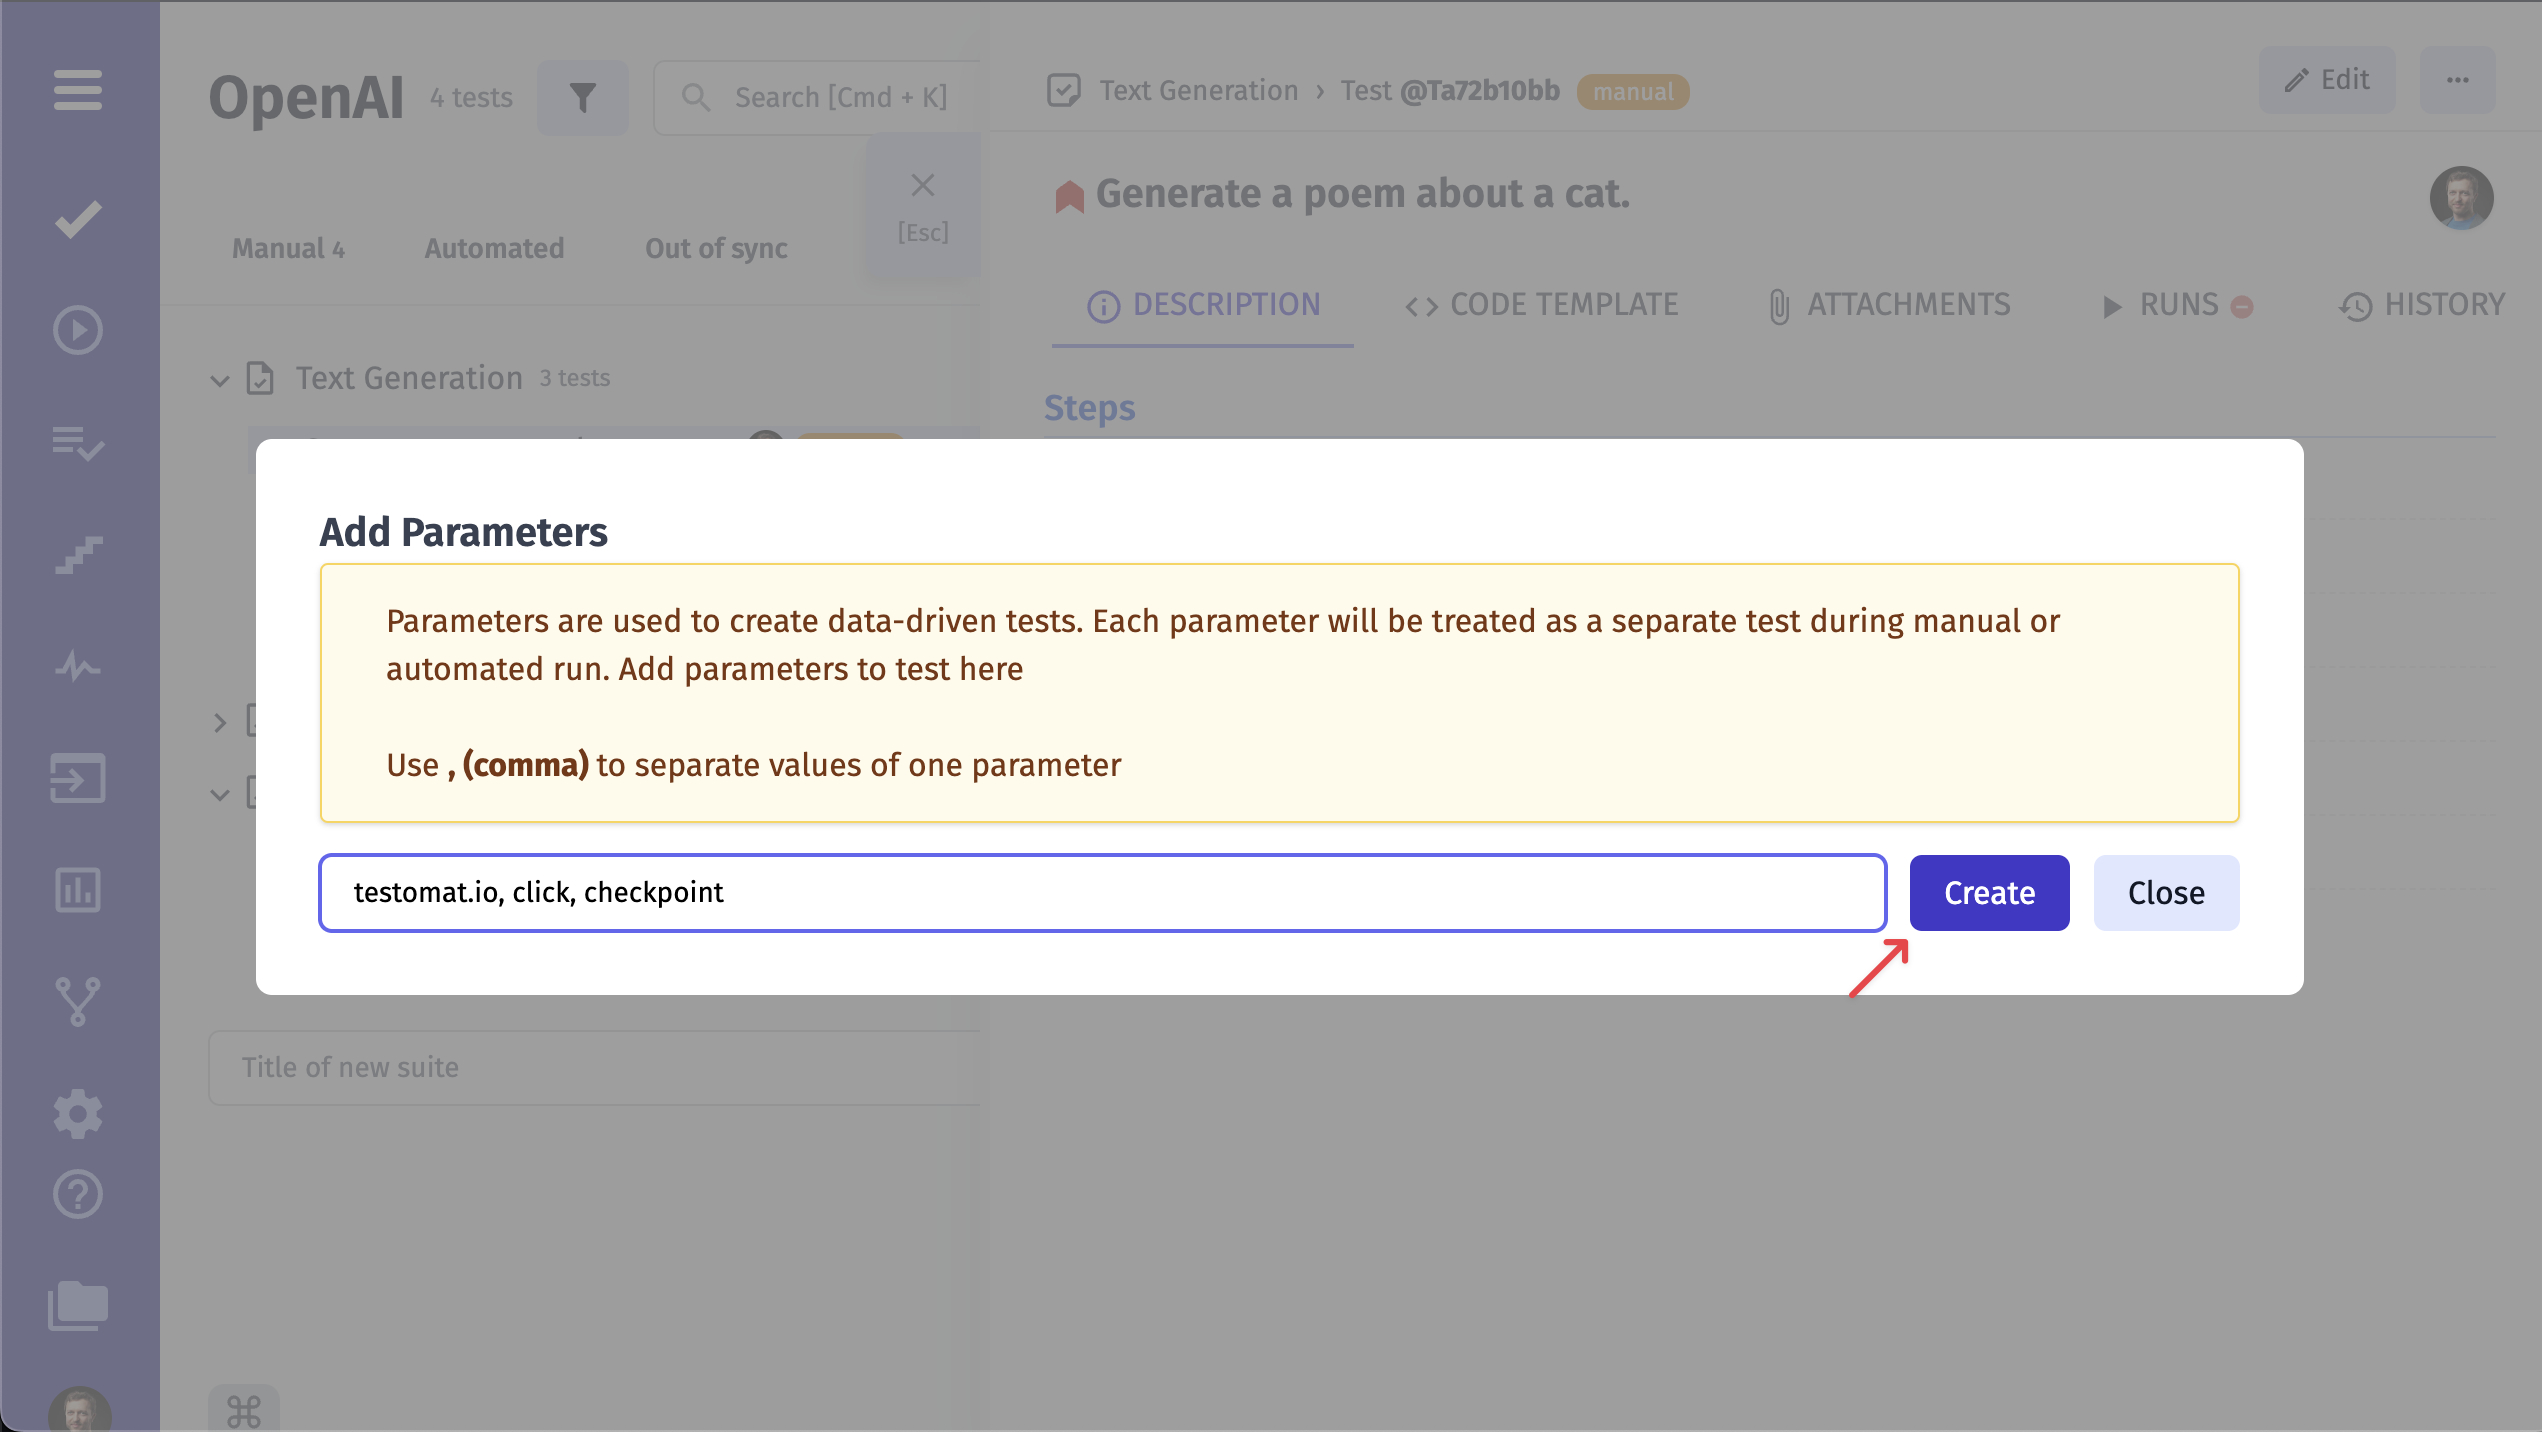 OpenAI 4 tests
Search [Cmd + K]
[Esc]
Manual 4 Automated Out of sync
Text Generation 3 tests
Title of new suite
Text Generation › Test @Ta72b10bb manual
Edit
Generate a poem about a cat.
DESCRIPTION CODE TEMPLATE ATTACHMENTS RUNS HISTORY
Steps
Add Parameters
Parameters are used to create data-driven tests. Each parameter will be treated as a separate test during manual or
automated run. Add parameters to test here
Use , (comma) to separate values of one parameter
testomat.io, click, checkpoint
Create
Close